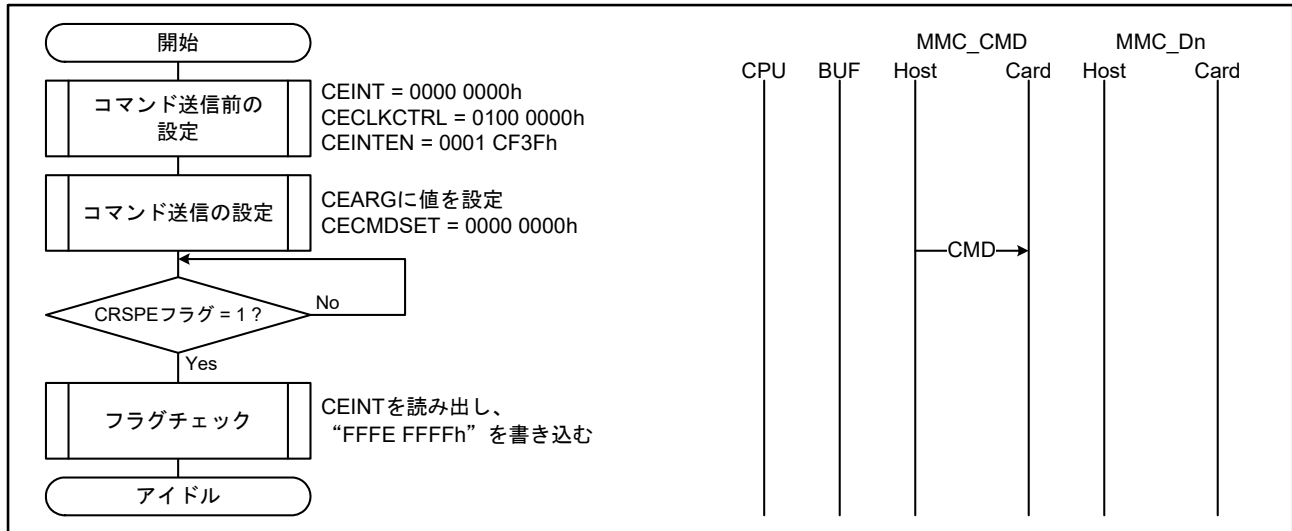 開始
コマンド送信前の
設定
CEINT = 0000 0000h
CECLKCTRL = 0100 0000h
CEINTEN = 0001 CF3Fh
コマンド送信の設定
CEARGに値を設定
CECMDSET = 0000 0000h
CRSPEフラグ = 1 ?
No
Yes
フラグチェック
CEINTを読み出し、
“FFFE FFFFh”を書き込む
アイドル
MMC_CMD MMC_Dn
CPU BUF Host Card Host Card
CMD